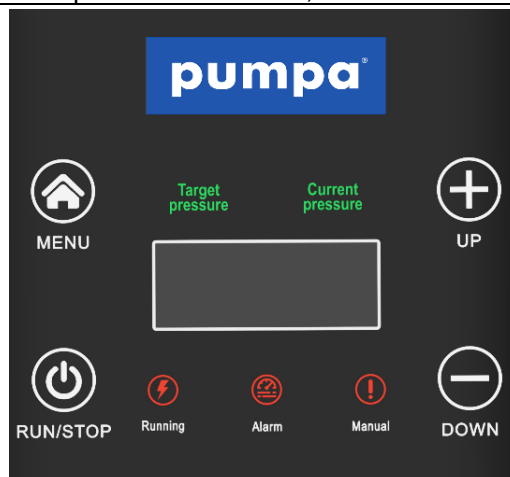 pumpa®
Target
pressure
Current
pressure
MENU
UP
RUN/STOP
Running
Alarm
Manual
DOWN